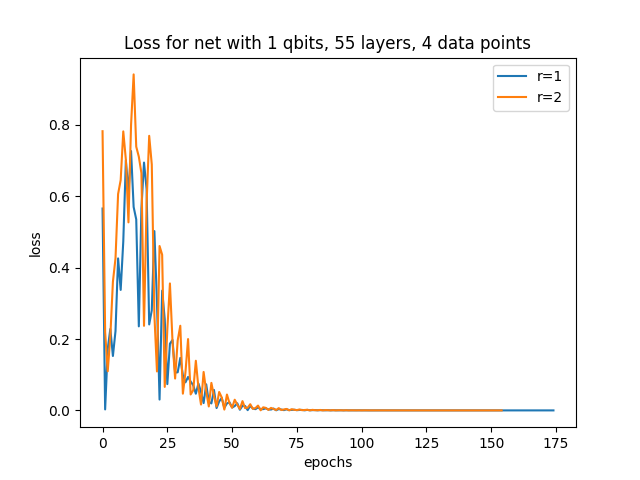 Loss for net with 1 qbits, 55 layers, 4 data points
r=1
r=2
loss
0.8
0.6
0.4
0.2
0.0
0 25 50 75 100 125 150 175
epochs